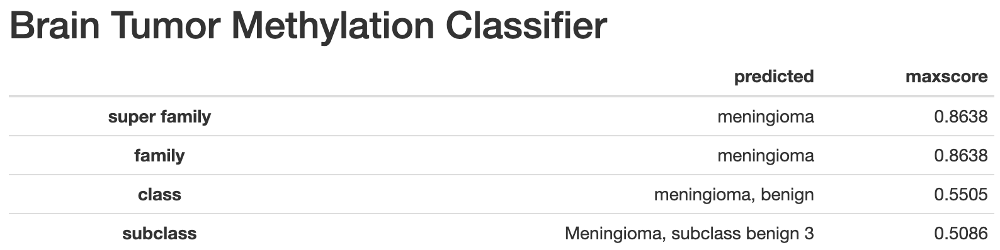 Brain Tumor Methylation Classifier
predicted maxscore
super family meningioma 0.8638
family meningioma 0.8638
class meningioma, benign 0.5505
subclass Meningioma, subclass benign 3 0.5086